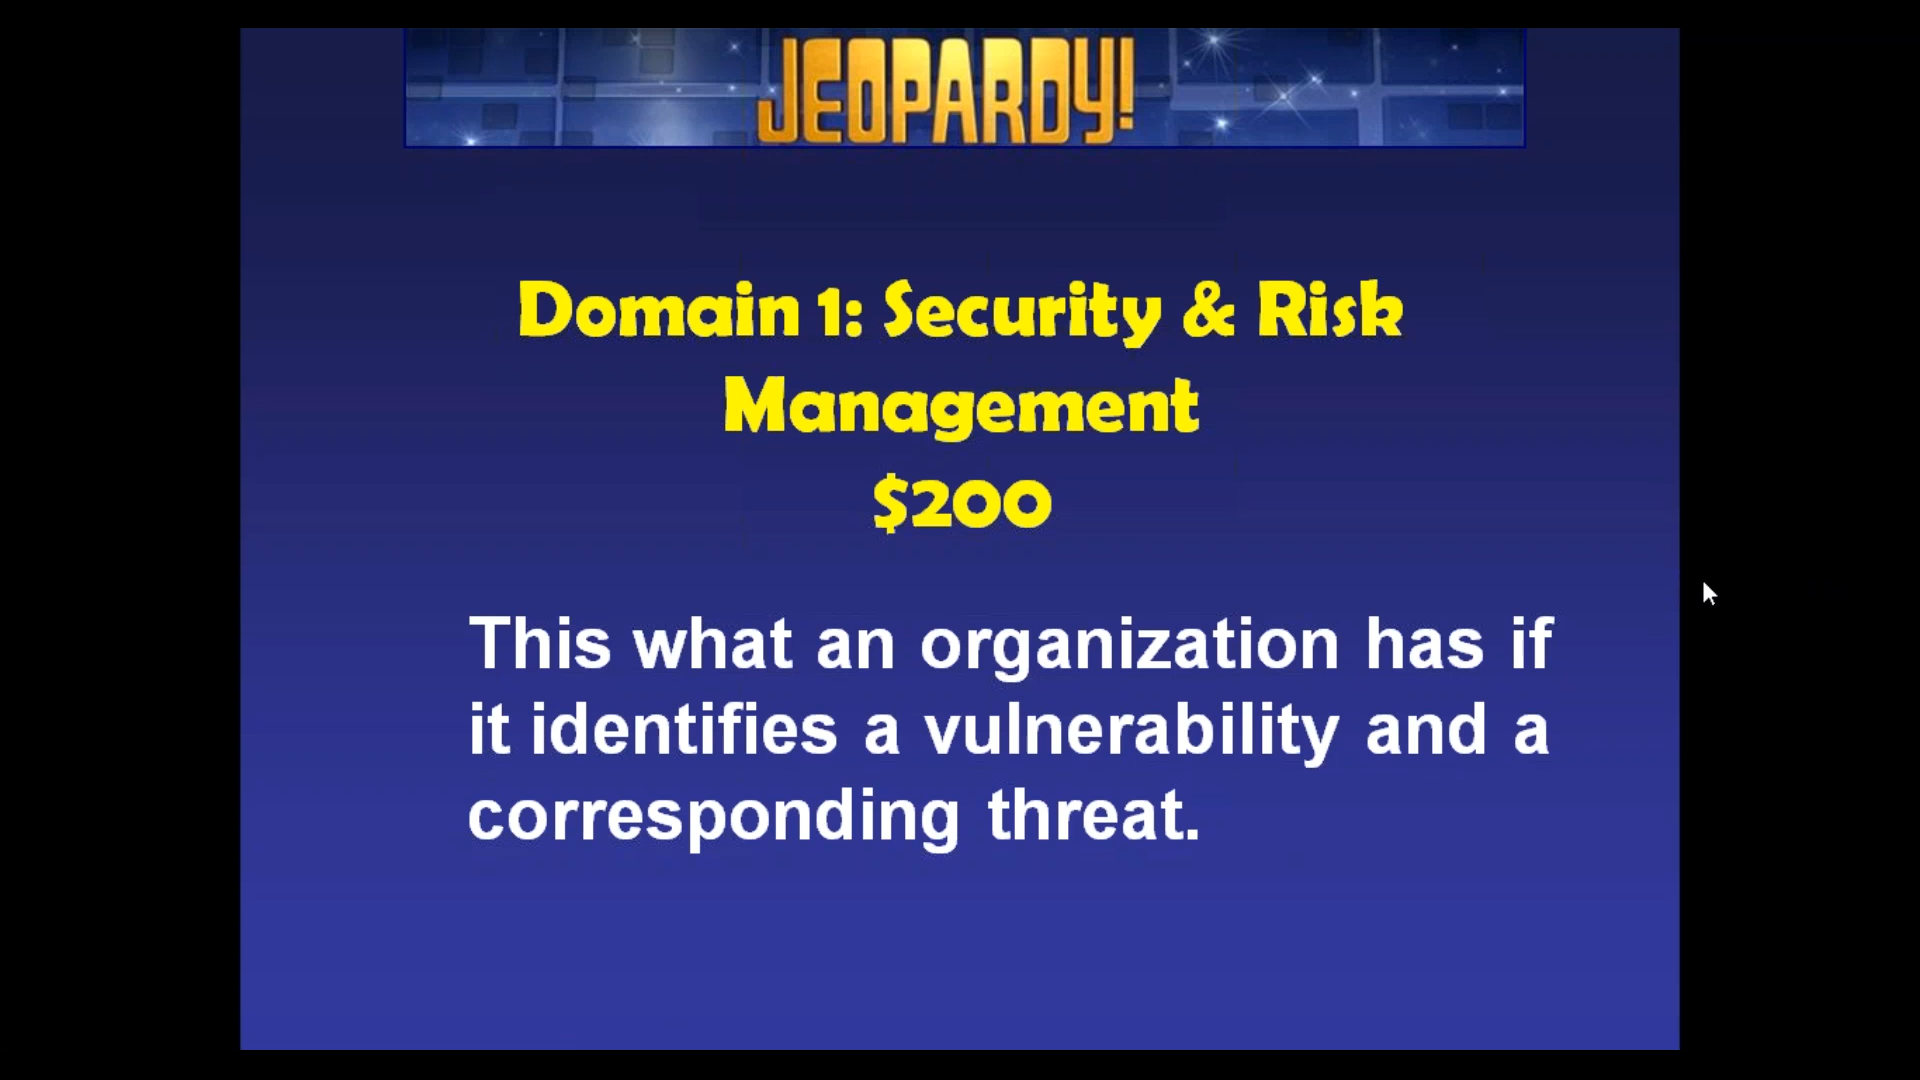 JEOPARDY!
Domain 1: Security & Risk
Management
$200
This what an organization has if
it identifies a vulnerability and a
corresponding threat.